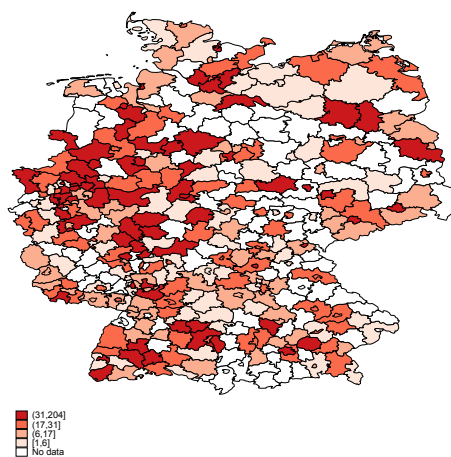 (31,204]
(17,31]
(6,17]
[1,6]
No data